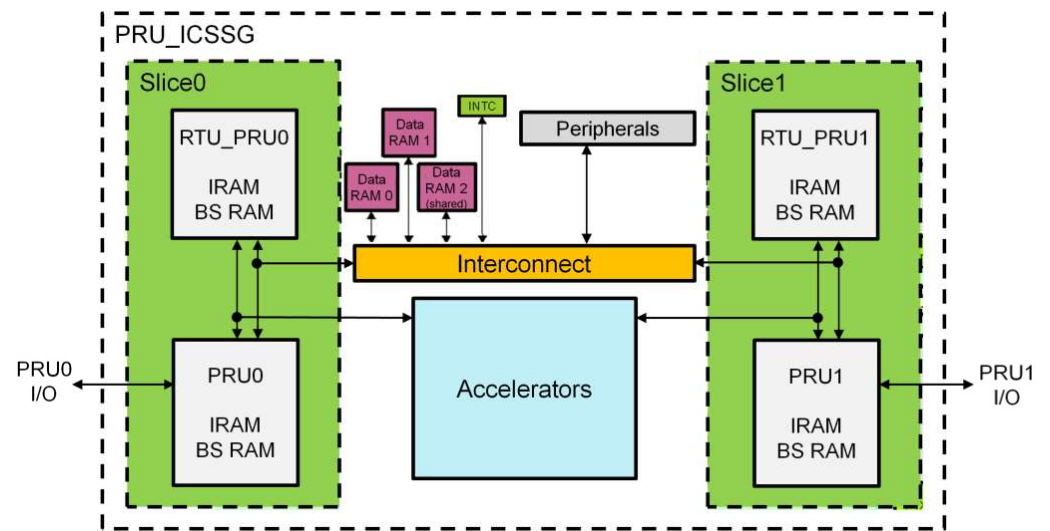 PRU_ICSSG
Slice0
RTU_PRU0
IRAM
BS RAM
PRU0
IRAM
BS RAM
PRU0
I/O
Data
RAM 0
Data
RAM 1
Data
RAM 2
(shared)
INTC
Peripherals
Interconnect
Accelerators
Slice1
RTU_PRU1
IRAM
BS RAM
PRU1
IRAM
BS RAM
PRU1
I/O